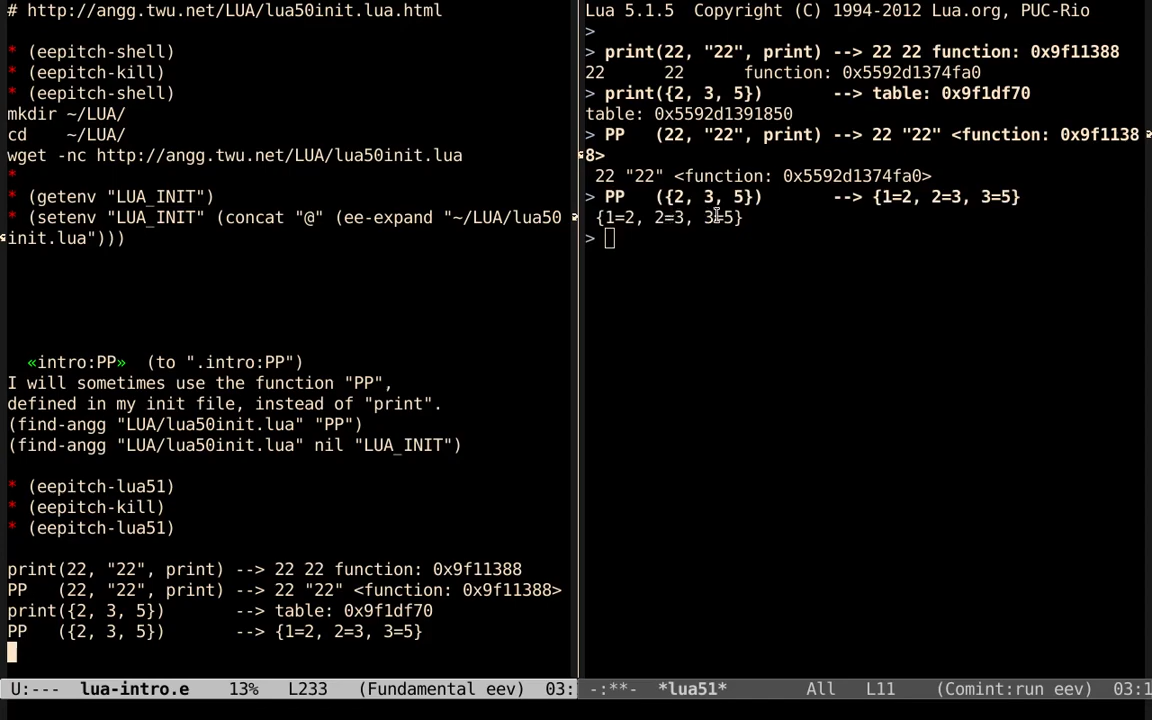 # http://angg.twu.net/LUA/lua50init.lua.html
* (eepitch-shell)
* (eepitch-kill)
* (eepitch-shell)
mkdir ~/LUA/
cd    ~/LUA/
wget -nc http://angg.twu.net/LUA/lua50init.lua
*
* (getenv "LUA_INIT")
* (setenv "LUA_INIT" (concat "@" (ee-expand "~/LUA/lua50
init.lua")))
«intro:PP»  (to ".intro:PP")
I will sometimes use the function "PP",
defined in my init file, instead of "print".
(find-angg "LUA/lua50init.lua" "PP")
(find-angg "LUA/lua50init.lua" nil "LUA_INIT")
* (eepitch-lua51)
* (eepitch-kill)
* (eepitch-lua51)
print(22, "22", print) --> 22 22 function: 0x9f11388
PP   (22, "22", print) --> 22 "22" <function: 0x9f11388>
print({2, 3, 5})       --> table: 0x9f1df70
PP   ({2, 3, 5})       --> {1=2, 2=3, 3=5}
U:---  lua-intro.e    13%   L233   (Fundamental eev)  03:
Lua 5.1.5  Copyright (C) 1994-2012 Lua.org, PUC-Rio
>
> print(22, "22", print) --> 22 22 function: 0x9f11388
22      22      function: 0x5592d1374fa0
> print({2, 3, 5})       --> table: 0x9f1df70
table: 0x5592d1391850
> PP   (22, "22", print) --> 22 "22" <function: 0x9f1138
8>
 22 "22" <function: 0x5592d1374fa0>
> PP   ({2, 3, 5})       --> {1=2, 2=3, 3=5}
 {1=2, 2=3, 3=5}
>
-:**-  *lua51*        All   L11    (Comint:run eev)  03:1